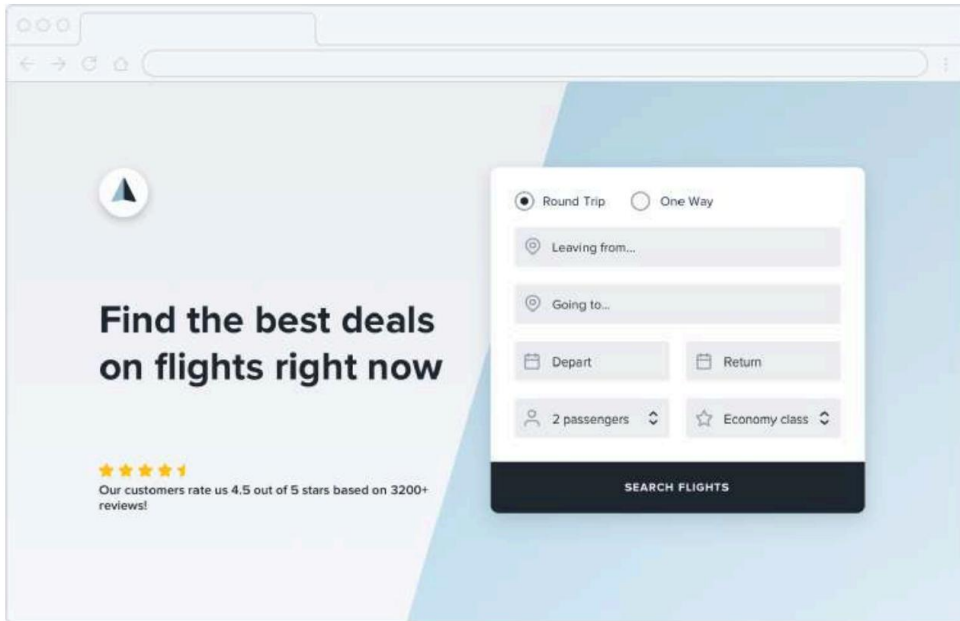 Find the best deals
on flights right now
Our customers rate us 4.5 out of 5 stars based on 3200+
reviews!
Round Trip
One Way
Leaving from...
Going to...
Depart
Return
2 passengers
Economy class
SEARCH FLIGHTS